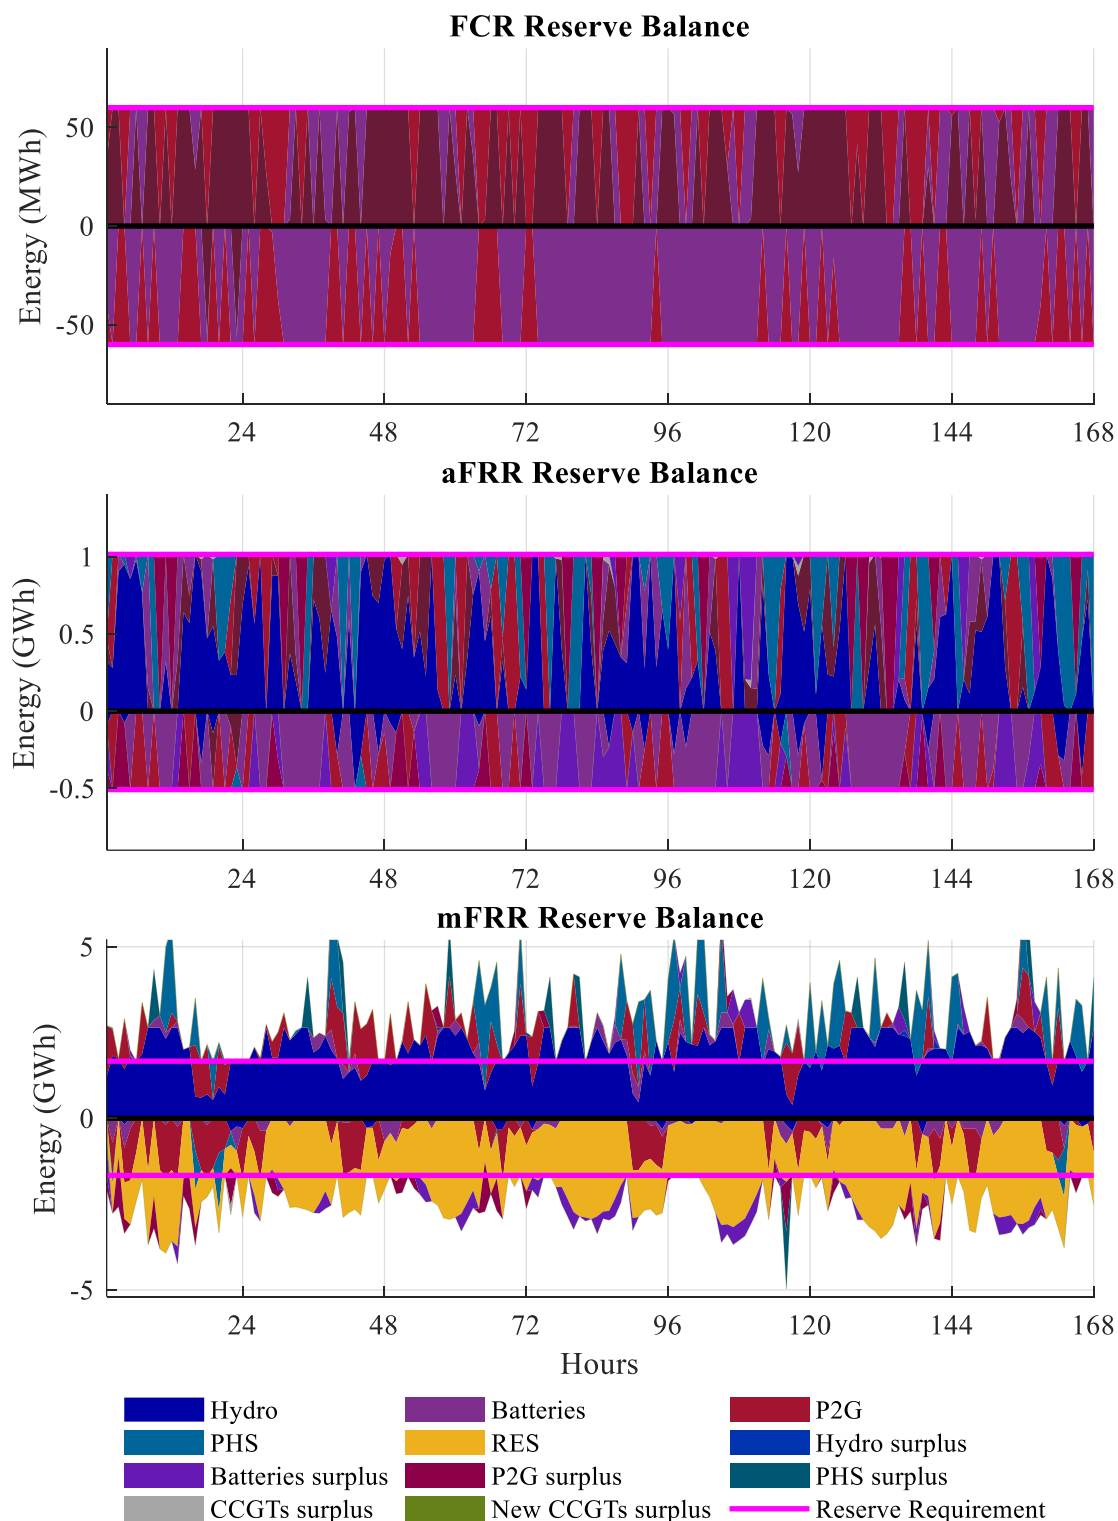 FCR Reserve Balance
Energy (MWh)
50
0
-50
24 48 72 96 120 144 168
aFRR Reserve Balance
Energy (GWh)
1
0.5
0
-0.5
24 48 72 96 120 144 168
mFRR Reserve Balance
Energy (GWh)
5
0
-5
24 48 72 96 120 144 168
Hours
Hydro Batteries P2G
PHS RES Hydro surplus
Batteries surplus P2G surplus PHS surplus
CCGTs surplus New CCGTs surplus Reserve Requirement